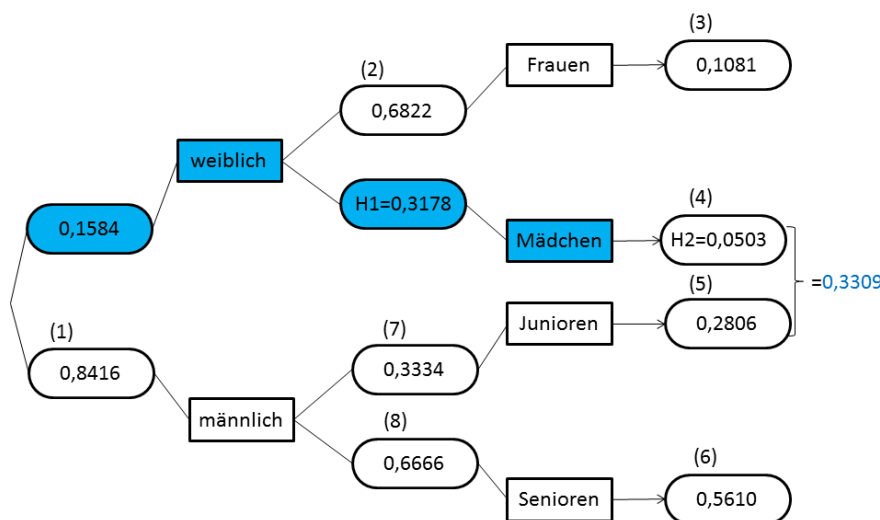 (3)
(2)
Frauen
0,1081
0,6822
weiblich
(4)
H1=0,3178
0,1584
Mädchen
H2=0,0503
=0,3309
(5)
(1)
(7)
Junioren
0,2806
0,8416
0,3334
männlich
(8)
(6)
0,6666
Senioren
0,5610